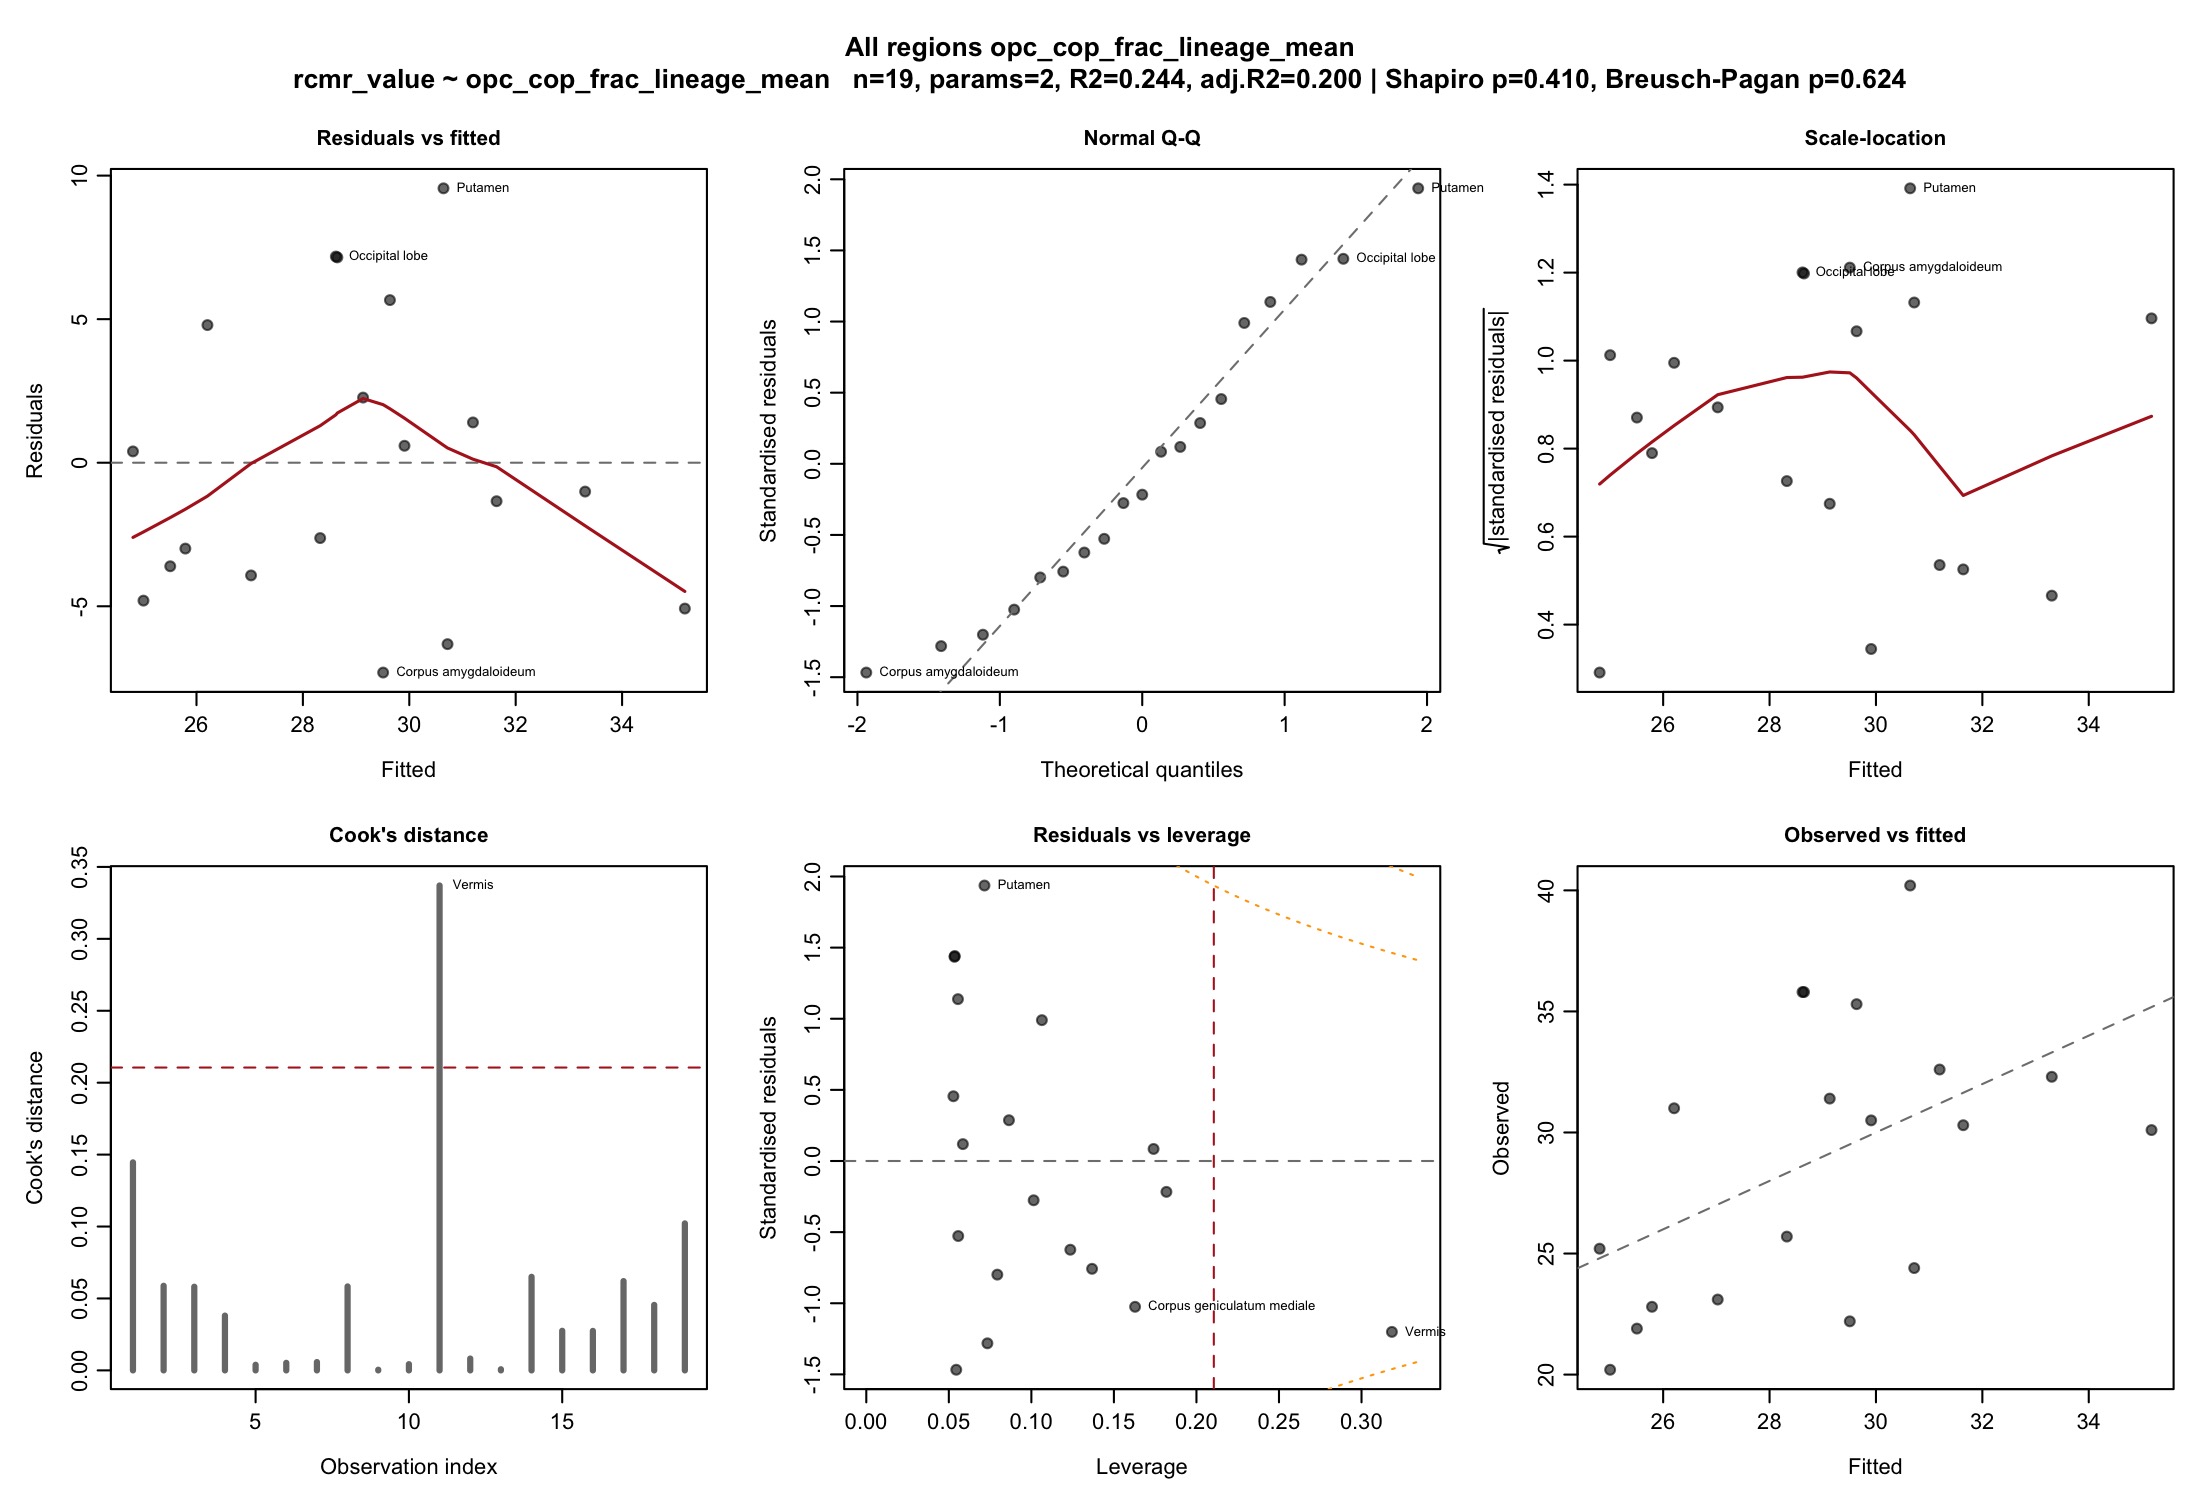 All regions opc_cop_frac_lineage_mean
rcmr_value ~ opc_cop_frac_lineage_mean   n=19, params=2, R2=0.244, adj.R2=0.200 | Shapiro p=0.410, Breusch-Pagan p=0.624
Residuals vs fitted
Residuals
10
5
0
-5
Putamen
Occipital lobe
Corpus amygdaloideum
26 28 30 32 34
Fitted
Normal Q-Q
Standardised residuals
2.0
1.5
1.0
0.5
0.0
-0.5
-1.0
-1.5
Putamen
Occipital lobe
Corpus amygdaloideum
-2 -1 0 1 2
Theoretical quantiles
Scale-location
√|standardised residuals|
1.4
1.2
1.0
0.8
0.6
0.4
Putamen
Corpus amygdaloideum
Occipital lobe
26 28 30 32 34
Fitted
Cook's distance
Cook's distance
0.35
0.30
0.25
0.20
0.15
0.10
0.05
0.00
Vermis
5 10 15
Observation index
Residuals vs leverage
Standardised residuals
2.0
1.5
1.0
0.5
0.0
-0.5
-1.0
-1.5
Putamen
Corpus geniculatum mediale
Vermis
0.00 0.05 0.10 0.15 0.20 0.25 0.30
Leverage
Observed vs fitted
Observed
40
35
30
25
20
26 28 30 32 34
Fitted